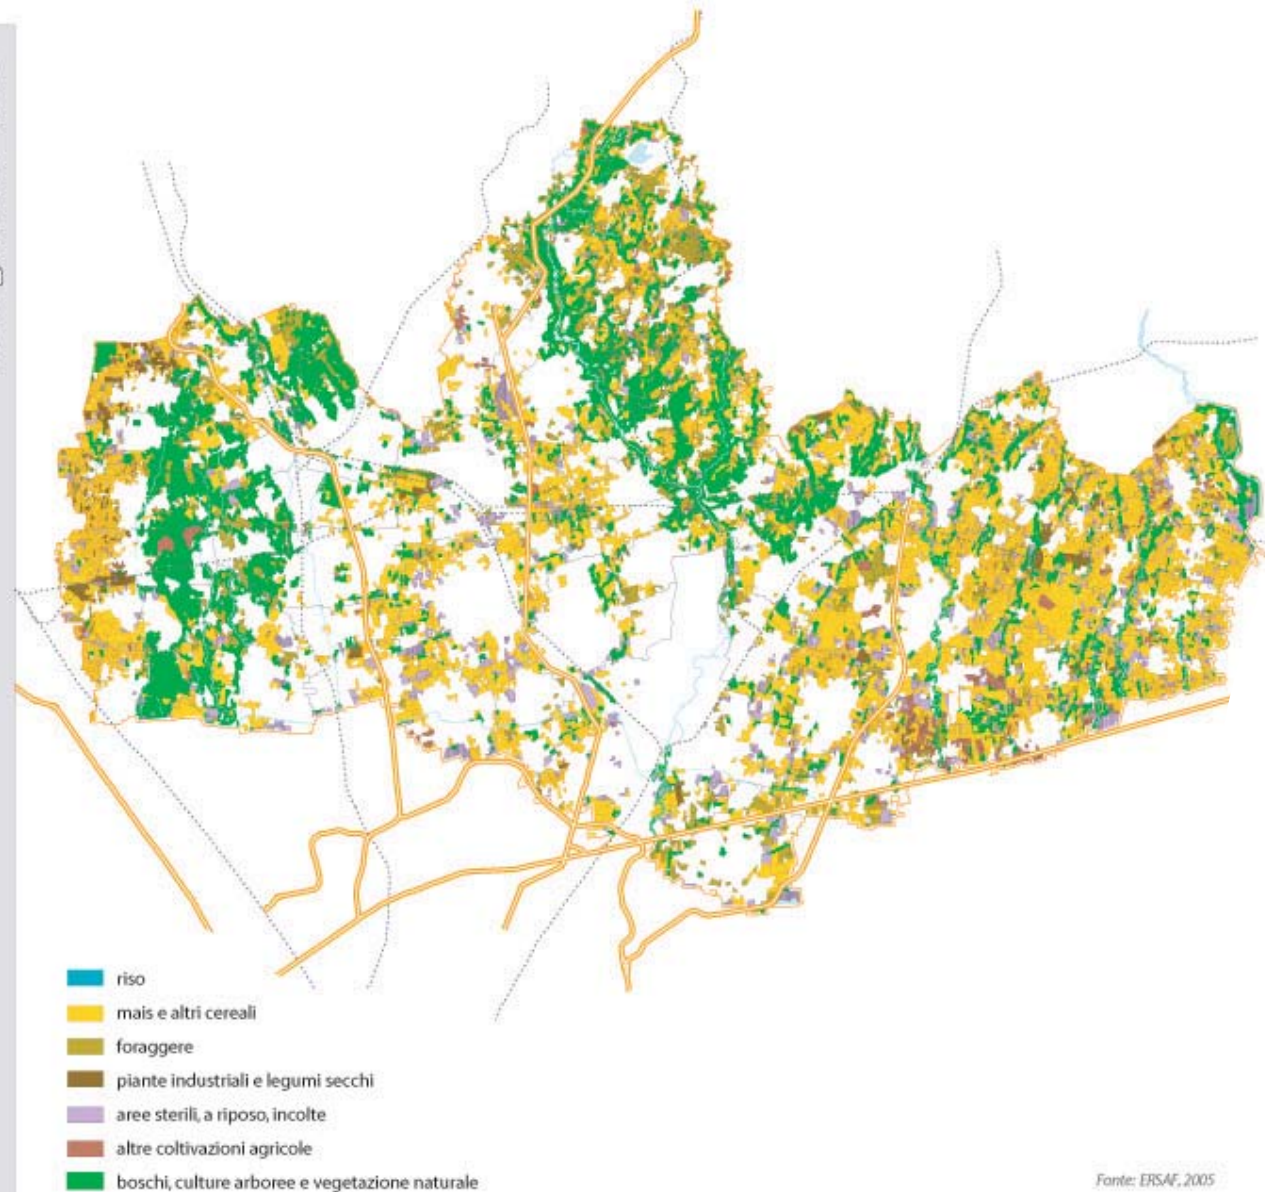 riso
mais e altri cereali
foraggere
piante industriali e legumi secchi
aree sterili, a riposo, incolte
altre coltivazioni agricole
boschi, culture arboree e vegetazione naturale
Fonte: ERSAF, 2005